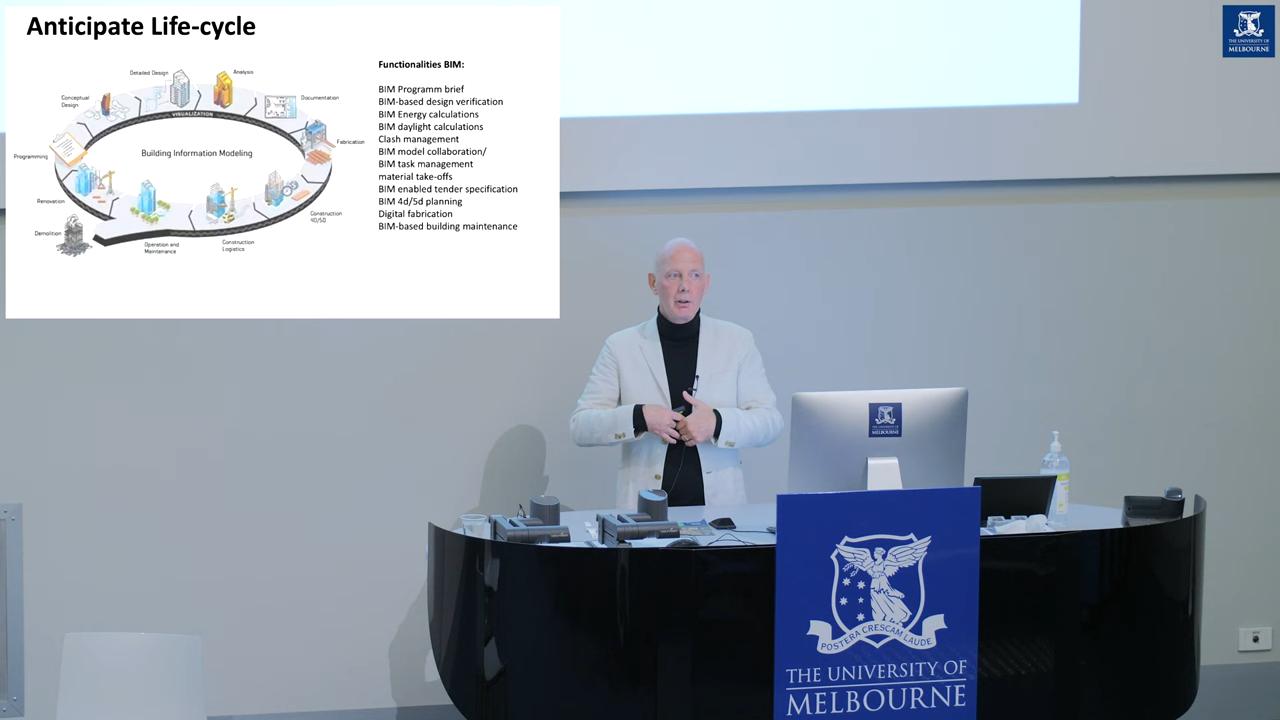 Anticipate Life-cycle
Functionalities BIM:
BIM Programm brief
BIM-based design verification
BIM Energy calculations
BIM daylight calculations
Clash management
BIM model collaboration/
BIM task management
material take-offs
BIM enabled tender specification
BIM 4d/5d planning
Digital fabrication
BIM-based building maintenance
Detailed Design
Analysis
Conceptual
Design
Documentation
VISUALIZATION
Fabrication
Building Information Modeling
Programming
Renovation
Construction
4D/5D
Demolition
Operation and
Maintenance
Construction
Logistics
THE UNIVERSITY OF
MELBOURNE
THE UNIVERSITY OF
MELBOURNE
POSTERA CRESCAM LAUDE
THE UNIVERSITY OF
MELBOURNE